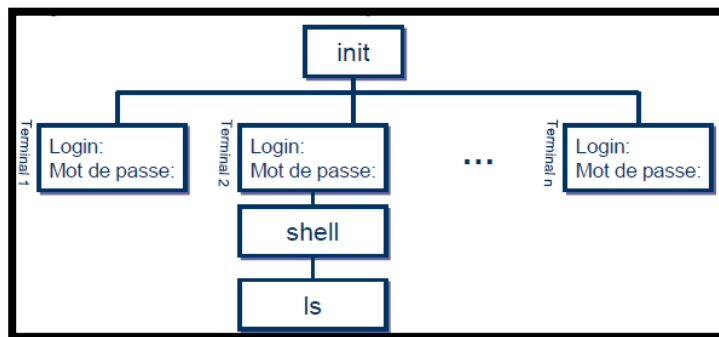 init
Terminal 1
Login:
Mot de passe:
Terminal 2
Login:
Mot de passe:
...
Terminal n
Login:
Mot de passe:
shell
ls